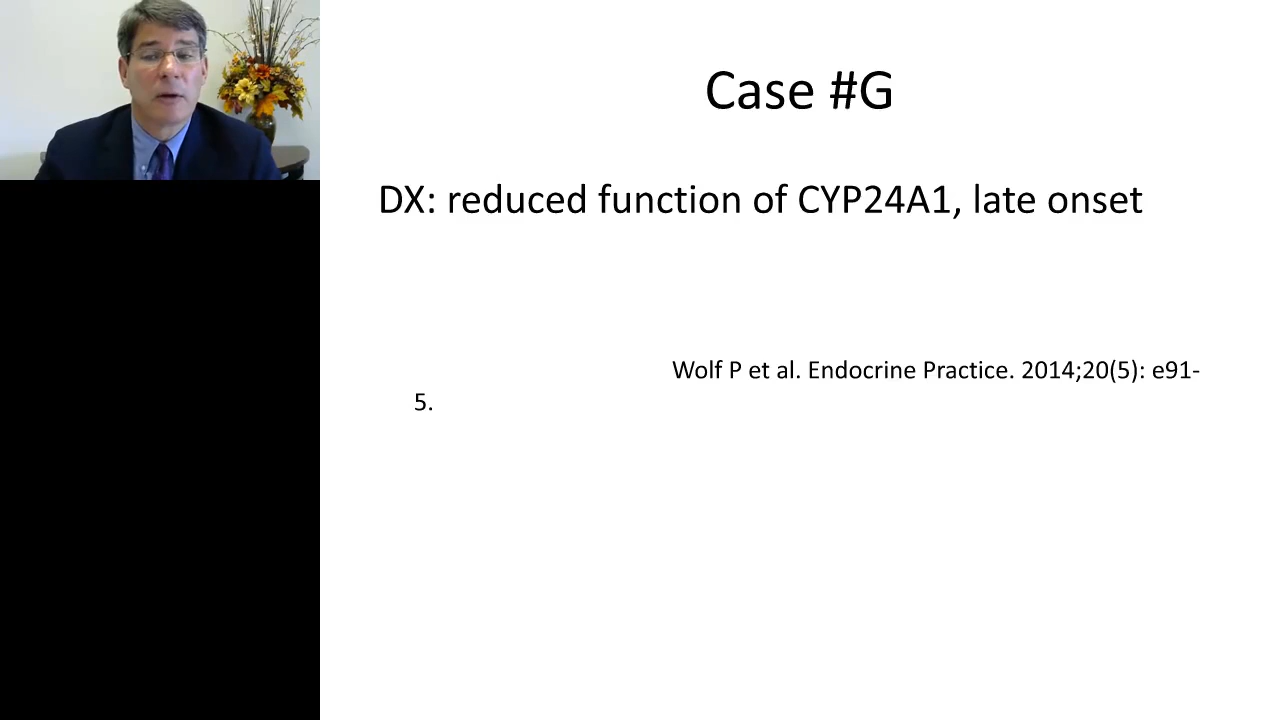 Case #G
DX: reduced function of CYP24A1, late onset
Wolf P et al. Endocrine Practice. 2014;20(5): e91-
5.